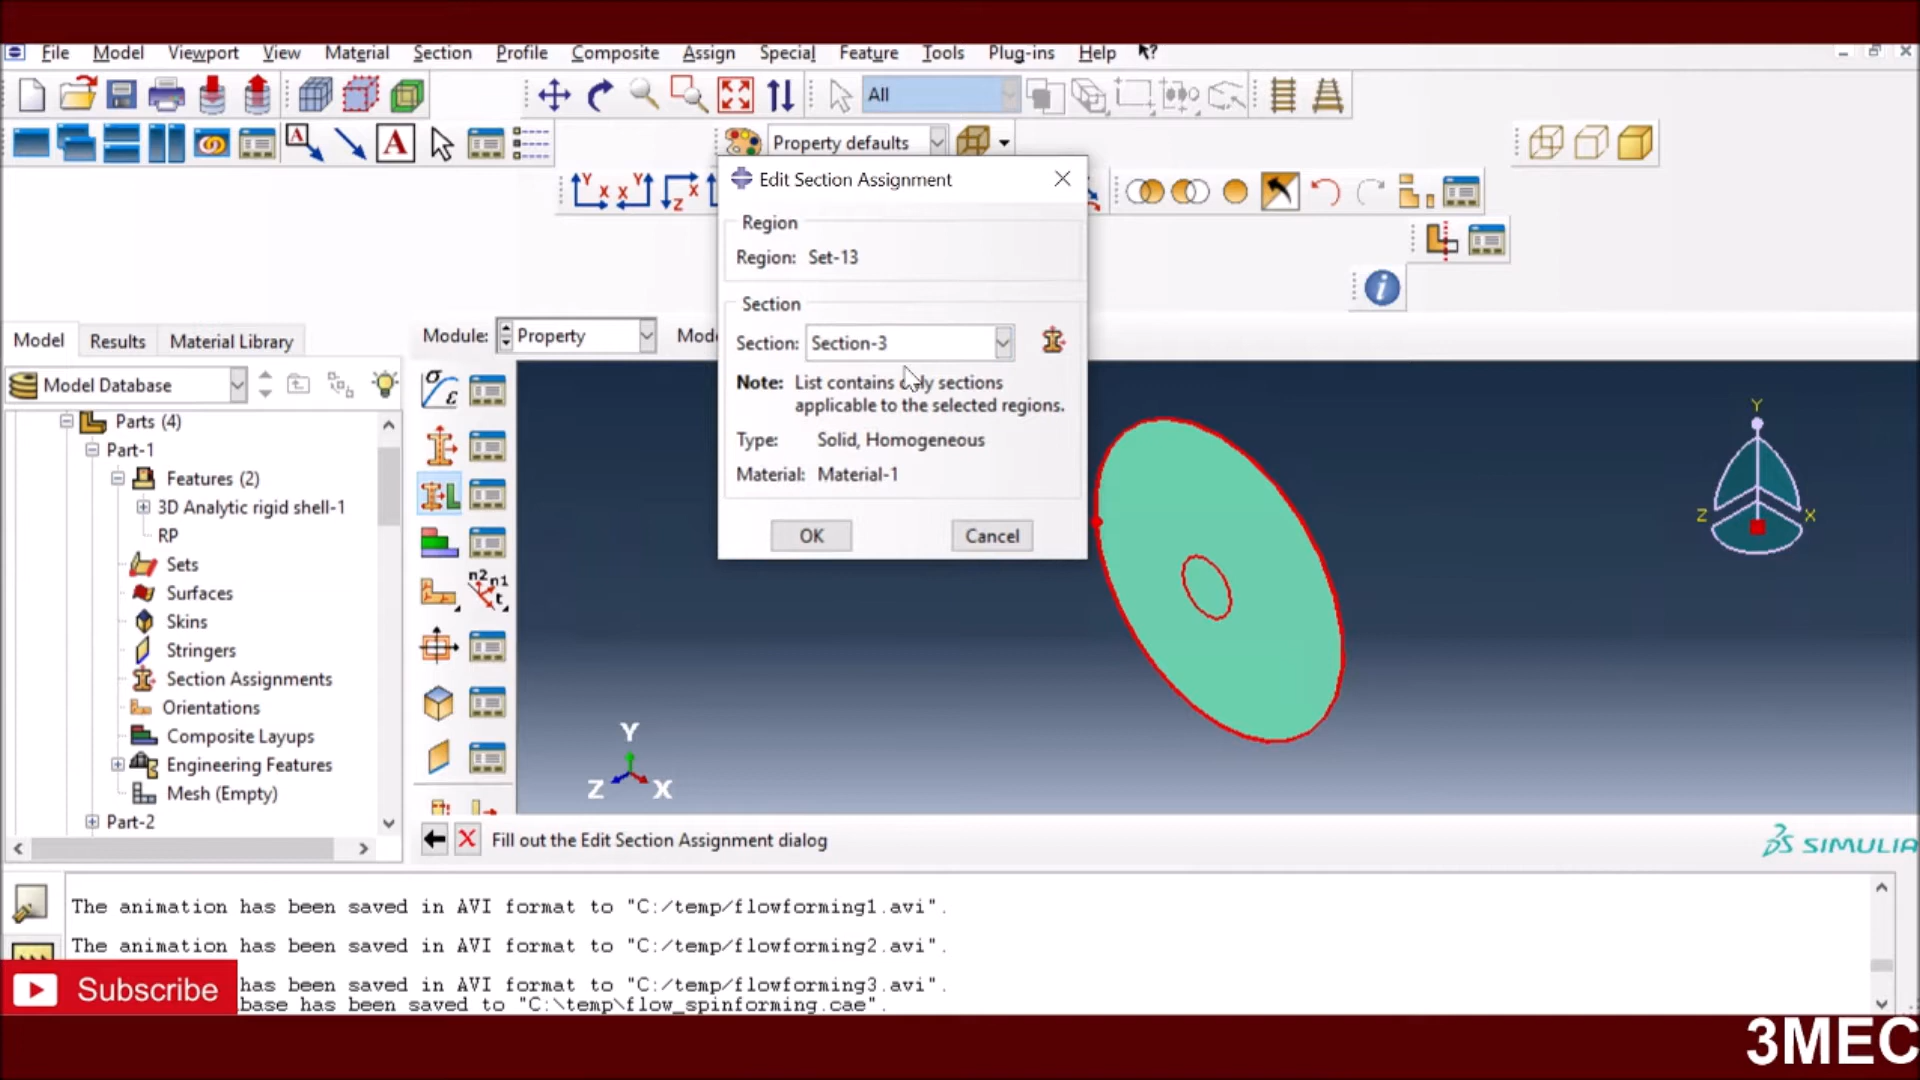 File Model Viewport View Material Section Profile Composite Assign Special Feature Tools Plug-ins Help
All
A A
Property defaults
Edit Section Assignment
Region
Region: Set-13
Section
Section: Section-3
Note: List contains only sections
applicable to the selected regions.
Type: Solid, Homogeneous
Material: Material-1
OK Cancel
Model Results Material Library
Module: Property
Model Database
Parts (4)
Part-1
Features (2)
3D Analytic rigid shell-1
RP
Sets
Surfaces
Skins
Stringers
Section Assignments
Orientations
Composite Layups
Engineering Features
Mesh (Empty)
Part-2
n2 n1
t
Y
Z X
Y
Z X
Fill out the Edit Section Assignment dialog
SIMULIA
The animation has been saved in AVI format to "C:/temp/flowforming1.avi".
The animation has been saved in AVI format to "C:/temp/flowforming2.avi".
has been saved in AVI format to "C:/temp/flowforming3.avi".
base has been saved to "C:\temp\flow_spinforming.cae".
Subscribe
3MEC